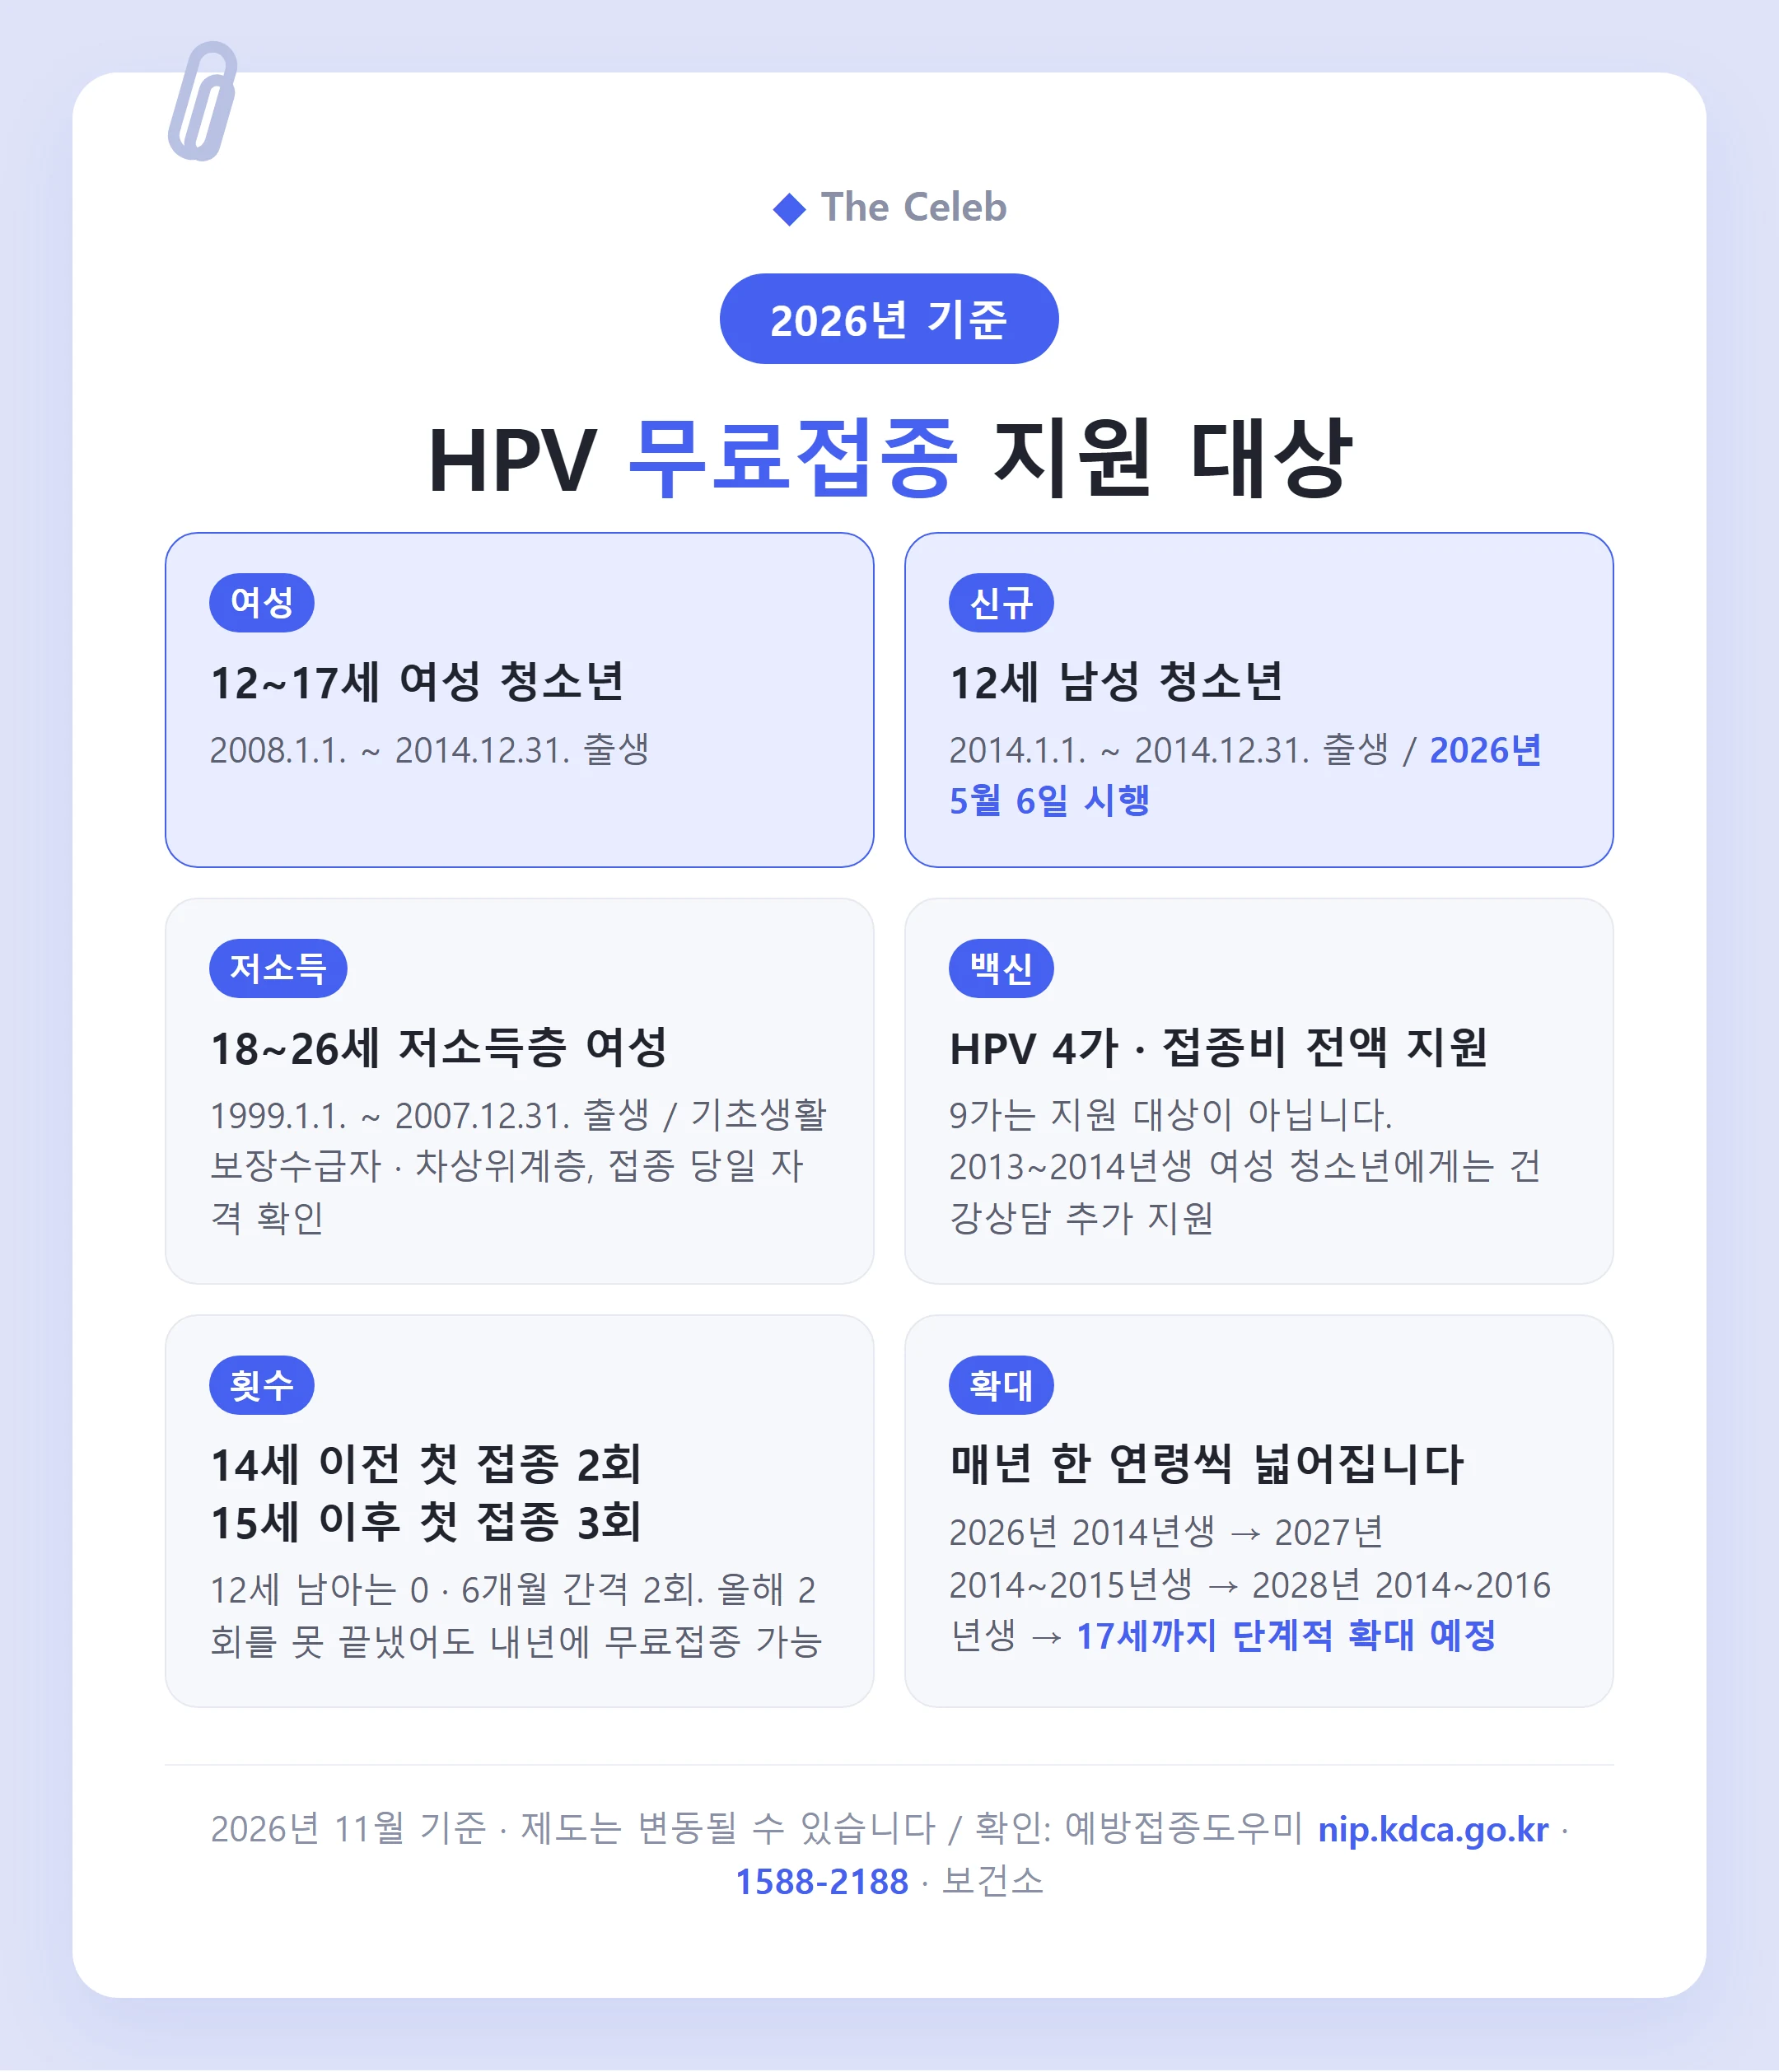 The Celeb
2026년 기준
HPV 무료접종 지원 대상
여성
12~17세 여성 청소년
2008.1.1. ~ 2014.12.31. 출생
신규
12세 남성 청소년
2014.1.1. ~ 2014.12.31. 출생 / 2026년
5월 6일 시행
저소득
18~26세 저소득층 여성
1999.1.1. ~ 2007.12.31. 출생 / 기초생활
보장수급자 · 차상위계층, 접종 당일 자
격 확인
백신
HPV 4가 · 접종비 전액 지원
9가는 지원 대상이 아닙니다.
2013~2014년생 여성 청소년에게는 건
강상담 추가 지원
횟수
14세 이전 첫 접종 2회
15세 이후 첫 접종 3회
12세 남아는 0 · 6개월 간격 2회. 올해 2
회를 못 끝냈어도 내년에 무료접종 가능
확대
매년 한 연령씩 넓어집니다
2026년 2014년생 → 2027년
2014~2015년생 → 2028년 2014~2016
년생 → 17세까지 단계적 확대 예정
2026년 11월 기준 · 제도는 변동될 수 있습니다 / 확인: 예방접종도우미 nip.kdca.go.kr ·
1588-2188 · 보건소